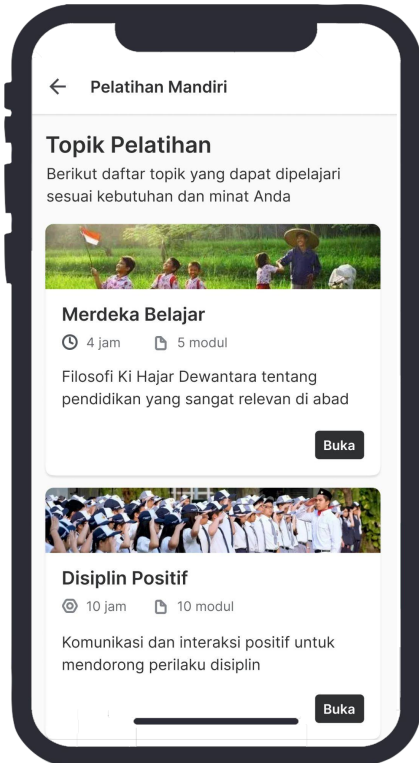 Pelatihan Mandiri
Topik Pelatihan
Berikut daftar topik yang dapat dipelajari
sesuai kebutuhan dan minat Anda
Merdeka Belajar
4 jam 5 modul
Filosofi Ki Hajar Dewantara tentang
pendidikan yang sangat relevan di abad
Buka
Disiplin Positif
10 jam 10 modul
Komunikasi dan interaksi positif untuk
mendorong perilaku disiplin
Buka